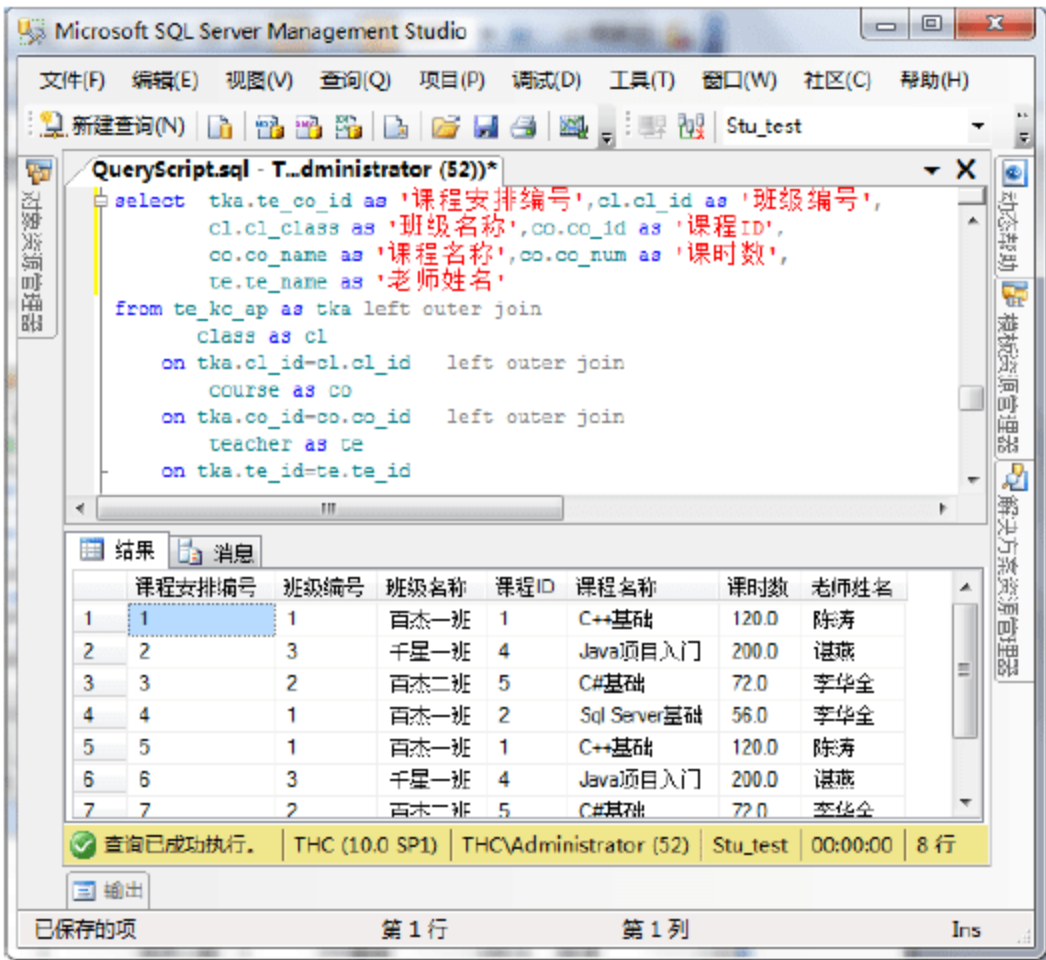 Microsoft SQL Server Management Studio
文件(F) 编辑(E) 视图(V) 查询(Q) 项目(P) 调试(D) 工具(T) 窗口(W) 社区(C) 帮助(H)
新建查询(N) Stu_test
QueryScript.sql - T...dministrator (52))*
对象资源管理器
select tka.te_co_id as '课程安排编号',cl.cl_id as '班级编号',
cl.cl_class as '班级名称',co.co_id as '课程ID',
co.co_name as '课程名称',co.co_num as '课时数',
te.te_name as '老师姓名'
from te_kc_ap as tka left outer join
class as cl
on tka.cl_id=cl.cl_id left outer join
course as co
on tka.co_id=co.co_id left outer join
teacher as te
on tka.te_id=te.te_id
动态帮助
模板资源管理器
解决方案资源管理器
结果 消息
课程安排编号 班级编号 班级名称 课程ID 课程名称 课时数 老师姓名
1 1 1 百杰一班 1 C++基础 120.0 陈涛
2 2 3 千星一班 4 Java项目入门 200.0 谌燕
3 3 2 百杰二班 5 C#基础 72.0 李华全
4 4 1 百杰一班 2 Sql Server基础 56.0 李华全
5 5 1 百杰一班 1 C++基础 120.0 陈涛
6 6 3 千星一班 4 Java项目入门 200.0 谌燕
7 7 2 百杰二班 5 C#基础 72.0 李华全
查询已成功执行。 THC (10.0 SP1) THC\Administrator (52) Stu_test 00:00:00 8 行
输出
已保存的项 第 1 行 第 1 列 Ins